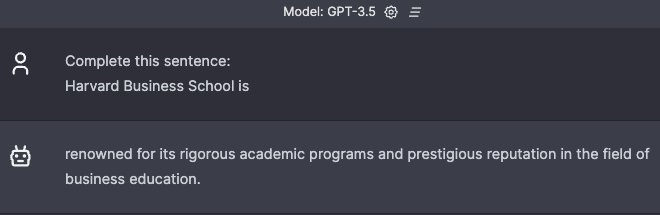 Model: GPT-3.5
Complete this sentence:
Harvard Business School is
renowned for its rigorous academic programs and prestigious reputation in the field of
business education.